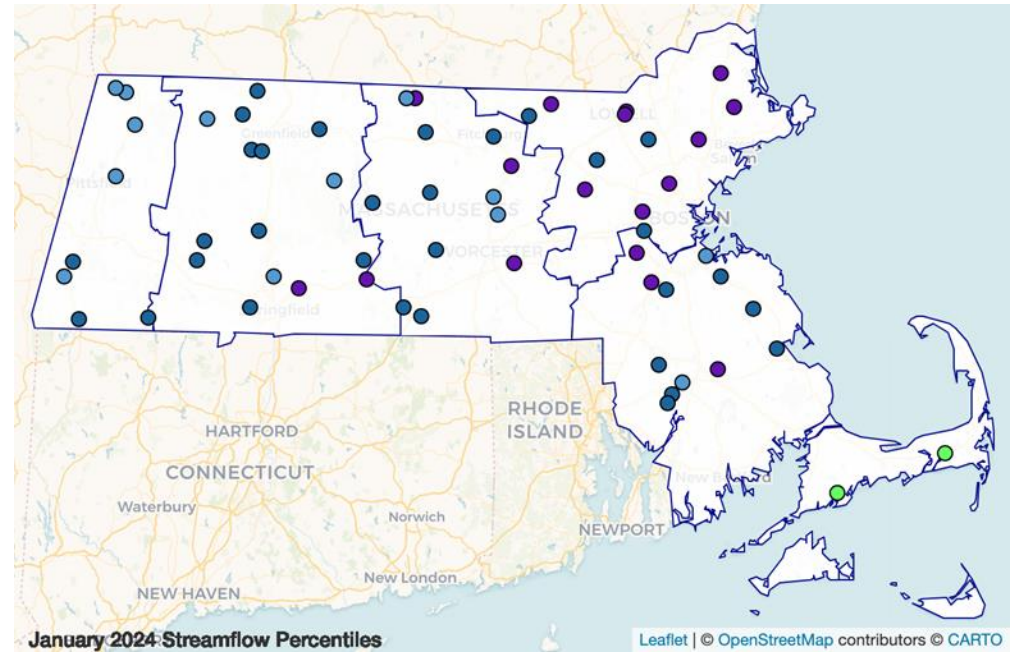 Greenfield
LOWELL
Fitchburg
Salem
Pittsfield
MASSACHUSETTS
BOSTON
WORCESTER
Springfield
RHODE
ISLAND
HARTFORD
CONNECTICUT
New Bedford
Waterbury
Norwich
NEWPORT
New London
NEW HAVEN
January 2024 Streamflow Percentiles
Leaflet | © OpenStreetMap contributors © CARTO